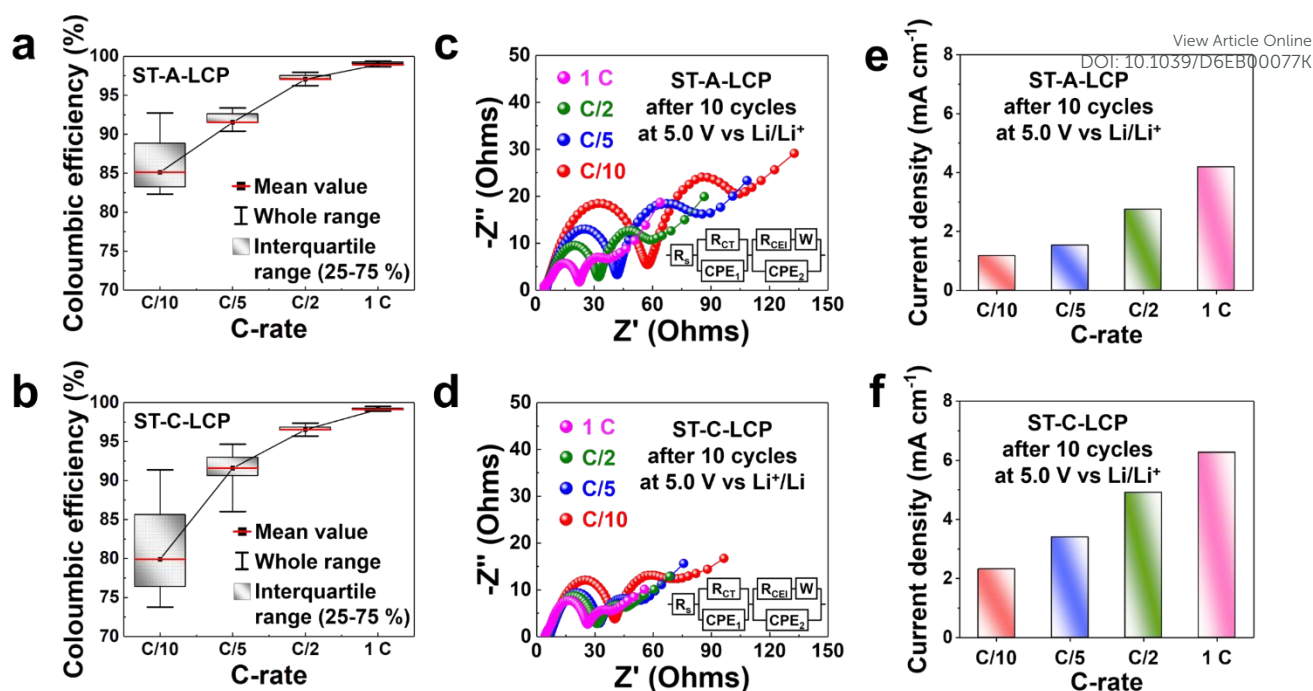 View Article Online
DOI: 10.1039/D6EB00077K
a
Coloumbic efficiency (%)
100
95
90
85
80
75
70
ST-A-LCP
Mean value
Whole range
Interquartile
range (25-75 %)
C/10
C/5
C/2
1 C
C-rate
c
-Z'' (Ohms)
50
40
30
20
10
0
1 C
C/2
C/5
C/10
ST-A-LCP
after 10 cycles
at 5.0 V vs Li/Li⁺
R_S
R_CT
CPE₁
R_CEI
W
CPE₂
0
30
60
90
120
150
Z' (Ohms)
e
Current density (mA cm⁻¹)
8
6
4
2
0
ST-A-LCP
after 10 cycles
at 5.0 V vs Li/Li⁺
C/10
C/5
C/2
1 C
C-rate
b
Coloumbic efficiency (%)
100
95
90
85
80
75
70
ST-C-LCP
Mean value
Whole range
Interquartile
range (25-75 %)
C/10
C/5
C/2
1 C
C-rate
d
-Z'' (Ohms)
50
40
30
20
10
0
1 C
C/2
C/5
C/10
ST-C-LCP
after 10 cycles
at 5.0 V vs Li⁺/Li
R_S
R_CT
CPE₁
R_CEI
W
CPE₂
0
30
60
90
120
150
Z' (Ohms)
f
Current density (mA cm⁻¹)
8
6
4
2
0
ST-C-LCP
after 10 cycles
at 5.0 V vs Li/Li⁺
C/10
C/5
C/2
1 C
C-rate